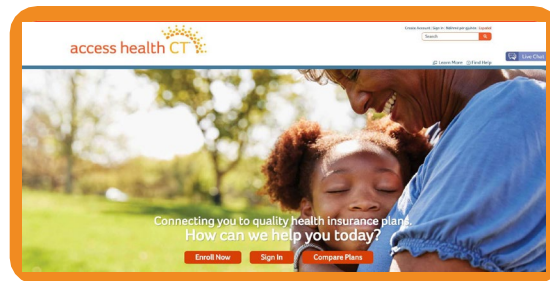 Create Account | Sign In
Español
access health CT
Search
Live Chat
Learn More Find Help
Connecting you to quality health insurance plans.
How can we help you today?
Enroll Now Sign In Compare Plans